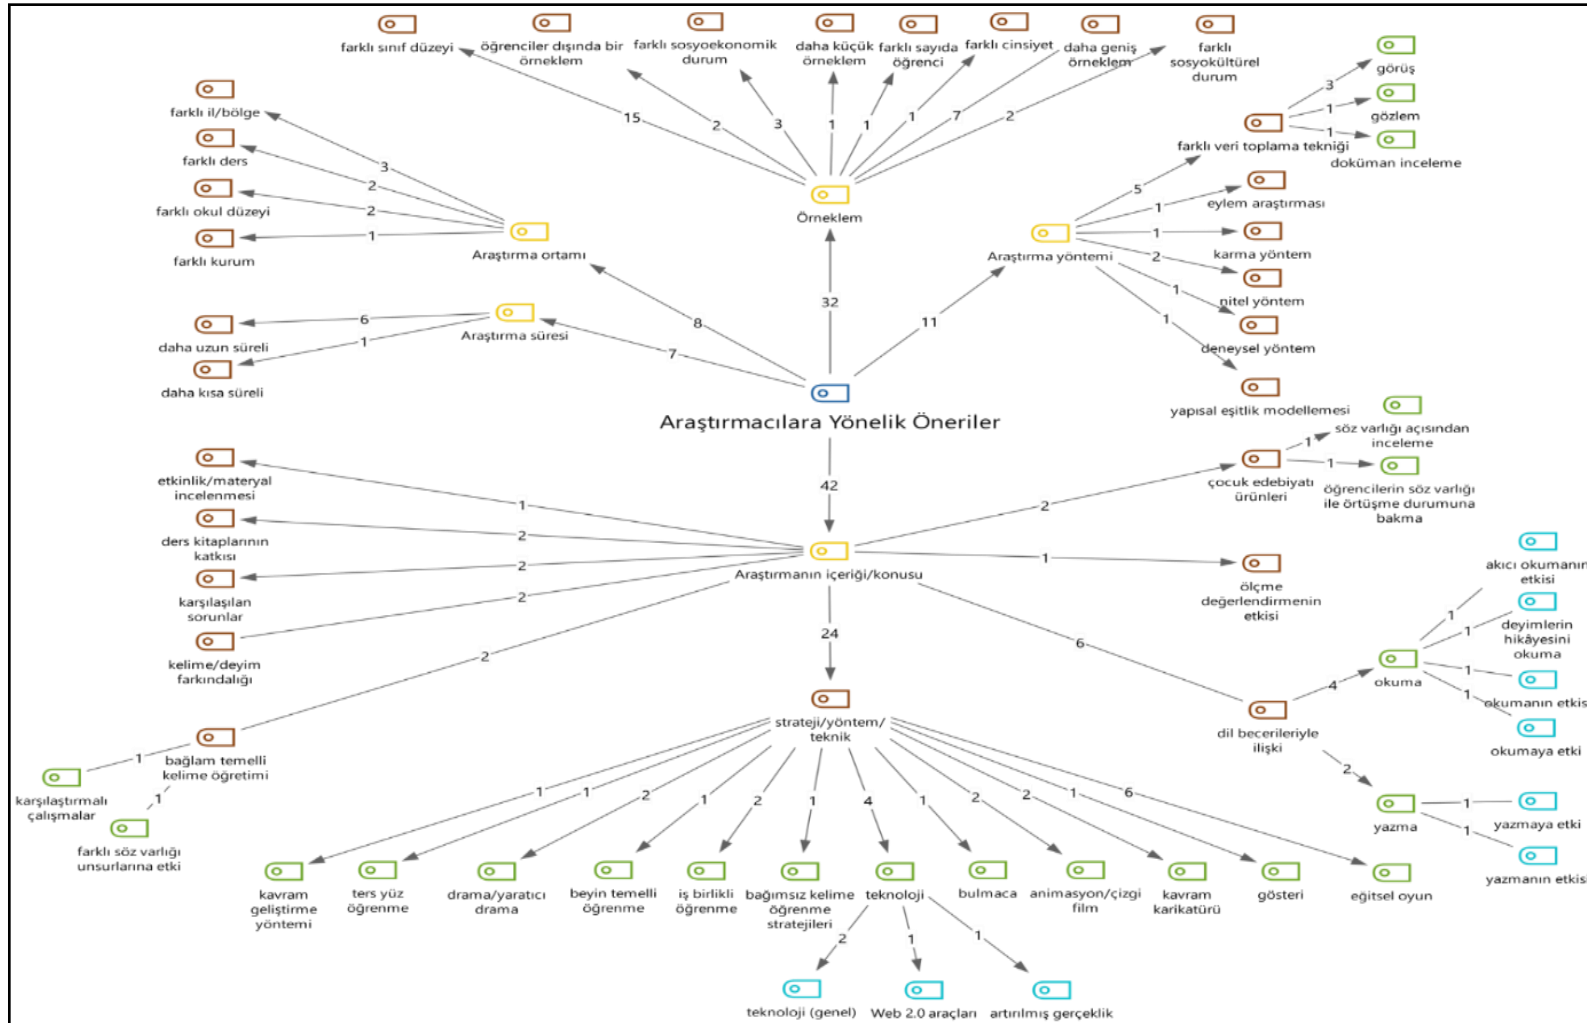 farklı sınıf düzeyi
öğrenciler dışında bir
örneklem
farklı sosyoekonomik
durum
daha küçük
örneklem
farklı sayıda
öğrenci
farklı cinsiyet
daha geniş
örneklem
farklı
sosyokültürel
durum
15
2
3
1
1
1
7
2
Örneklem
32
görüş
gözlem
doküman inceleme
3
1
1
farklı veri toplama tekniği
eylem araştırması
karma yöntem
nitel yöntem
deneysel yöntem
yapısal eşitlik modellemesi
5
1
1
2
1
1
Araştırma yöntemi
11
farklı il/bölge
farklı ders
farklı okul düzeyi
farklı kurum
3
2
2
1
Araştırma ortamı
8
daha uzun süreli
daha kısa süreli
6
1
Araştırma süresi
7
Araştırmacılara Yönelik Öneriler
42
Araştırmanın içeriği/konusu
etkinlik/materyal
incelenmesi
1
ders kitaplarının
katkısı
2
karşılaşılan
sorunlar
2
kelime/deyim
farkındalığı
2
bağlam temelli
kelime öğretimi
2
karşılaştırmalı
çalışmalar
1
farklı söz varlığı
unsurlarına etki
1
çocuk edebiyatı
ürünleri
2
söz varlığı açısından
inceleme
1
öğrencilerin söz varlığı
ile örtüşme durumuna
bakma
1
ölçme
değerlendirmenin
etkisi
1
dil becerileriyle
ilişki
6
okuma
4
akıcı okumanın
etkisi
1
deyimlerin
hikâyesini
okuma
1
okumanın etkisi
1
okumaya etki
1
yazma
2
yazmaya etki
1
yazmanın etkisi
1
24
strateji/yöntem/
teknik
1
1
2
1
2
1
4
1
2
2
1
6
kavram
geliştirme
yöntemi
ters yüz
öğrenme
drama/yaratıcı
drama
beyin temelli
öğrenme
iş birlikli
öğrenme
bağımsız kelime
öğrenme
stratejileri
teknoloji
bulmaca
animasyon/çizgi
film
kavram
karikatürü
gösteri
eğitsel oyun
2
1
1
teknoloji (genel)
Web 2.0 araçları
artırılmış gerçeklik